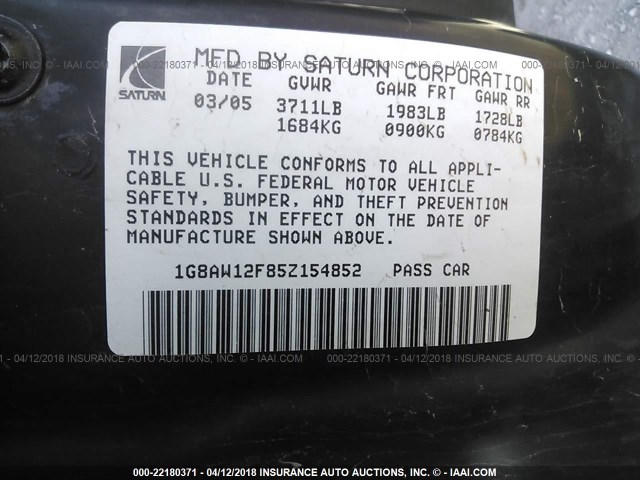 MFD BY SATURN CORPORATION
SATURN
DATE GVWR GAWR FRT GAWR RR
03/05 3711LB 1983LB 1728LB
1684KG 0900KG 0784KG
THIS VEHICLE CONFORMS TO ALL APPLI-
CABLE U.S. FEDERAL MOTOR VEHICLE
SAFETY, BUMPER, AND THEFT PREVENTION
STANDARDS IN EFFECT ON THE DATE OF
MANUFACTURE SHOWN ABOVE.
1G8AW12F85Z154852 PASS CAR
000-22180371 - 04/12/2018 INSURANCE AUTO AUCTIONS - © - IAAI.COM